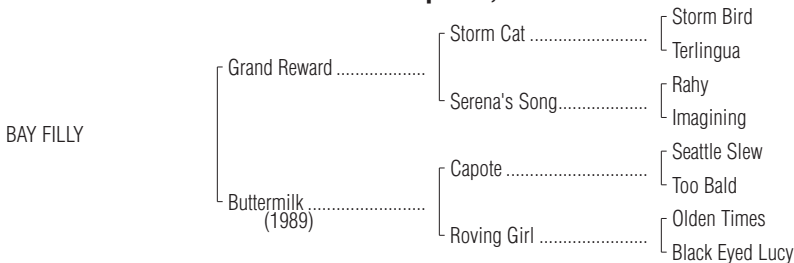 Storm Bird
Storm Cat ......................
Terlingua
Grand Reward ...................
Rahy
Serena's Song...................
Imagining
BAY FILLY
Seattle Slew
Capote ..........................
Too Bald
Buttermilk .........................
(1989)
Olden Times
Roving Girl .......................
Black Eyed Lucy